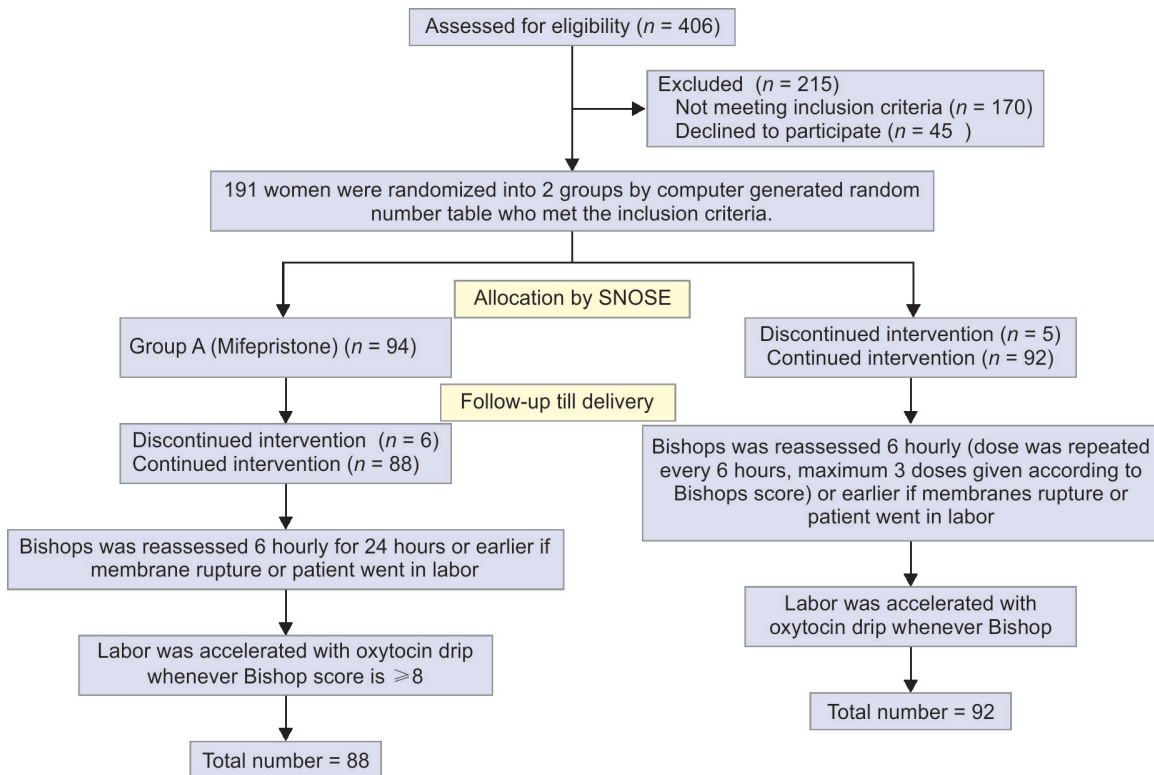 Assessed for eligibility (n = 406)
Excluded (n = 215)
Not meeting inclusion criteria (n = 170)
Declined to participate (n = 45 )
191 women were randomized into 2 groups by computer generated random
number table who met the inclusion criteria.
Allocation by SNOSE
Group A (Mifepristone) (n = 94)
Discontinued intervention (n = 5)
Continued intervention (n = 92)
Follow-up till delivery
Discontinued intervention (n = 6)
Continued intervention (n = 88)
Bishops was reassessed 6 hourly (dose was repeated
every 6 hours, maximum 3 doses given according to
Bishops score) or earlier if membranes rupture or
patient went in labor
Bishops was reassessed 6 hourly for 24 hours or earlier if
membrane rupture or patient went in labor
Labor was accelerated with
oxytocin drip whenever Bishop
Labor was accelerated with oxytocin drip
whenever Bishop score is ⩾8
Total number = 92
Total number = 88